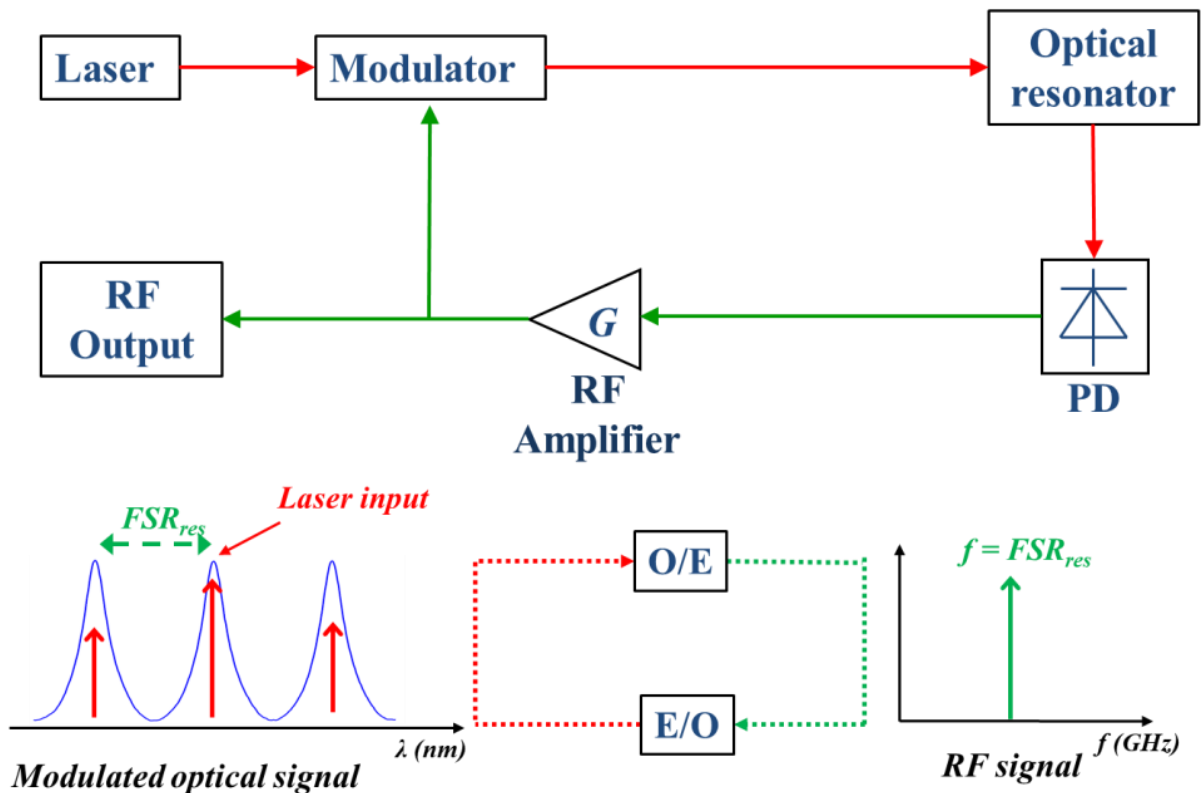 Laser
Modulator
Optical
resonator
RF
Output
G
RF
Amplifier
PD
FSRres
Laser input
λ (nm)
Modulated optical signal
O/E
E/O
f = FSRres
f (GHz)
RF signal